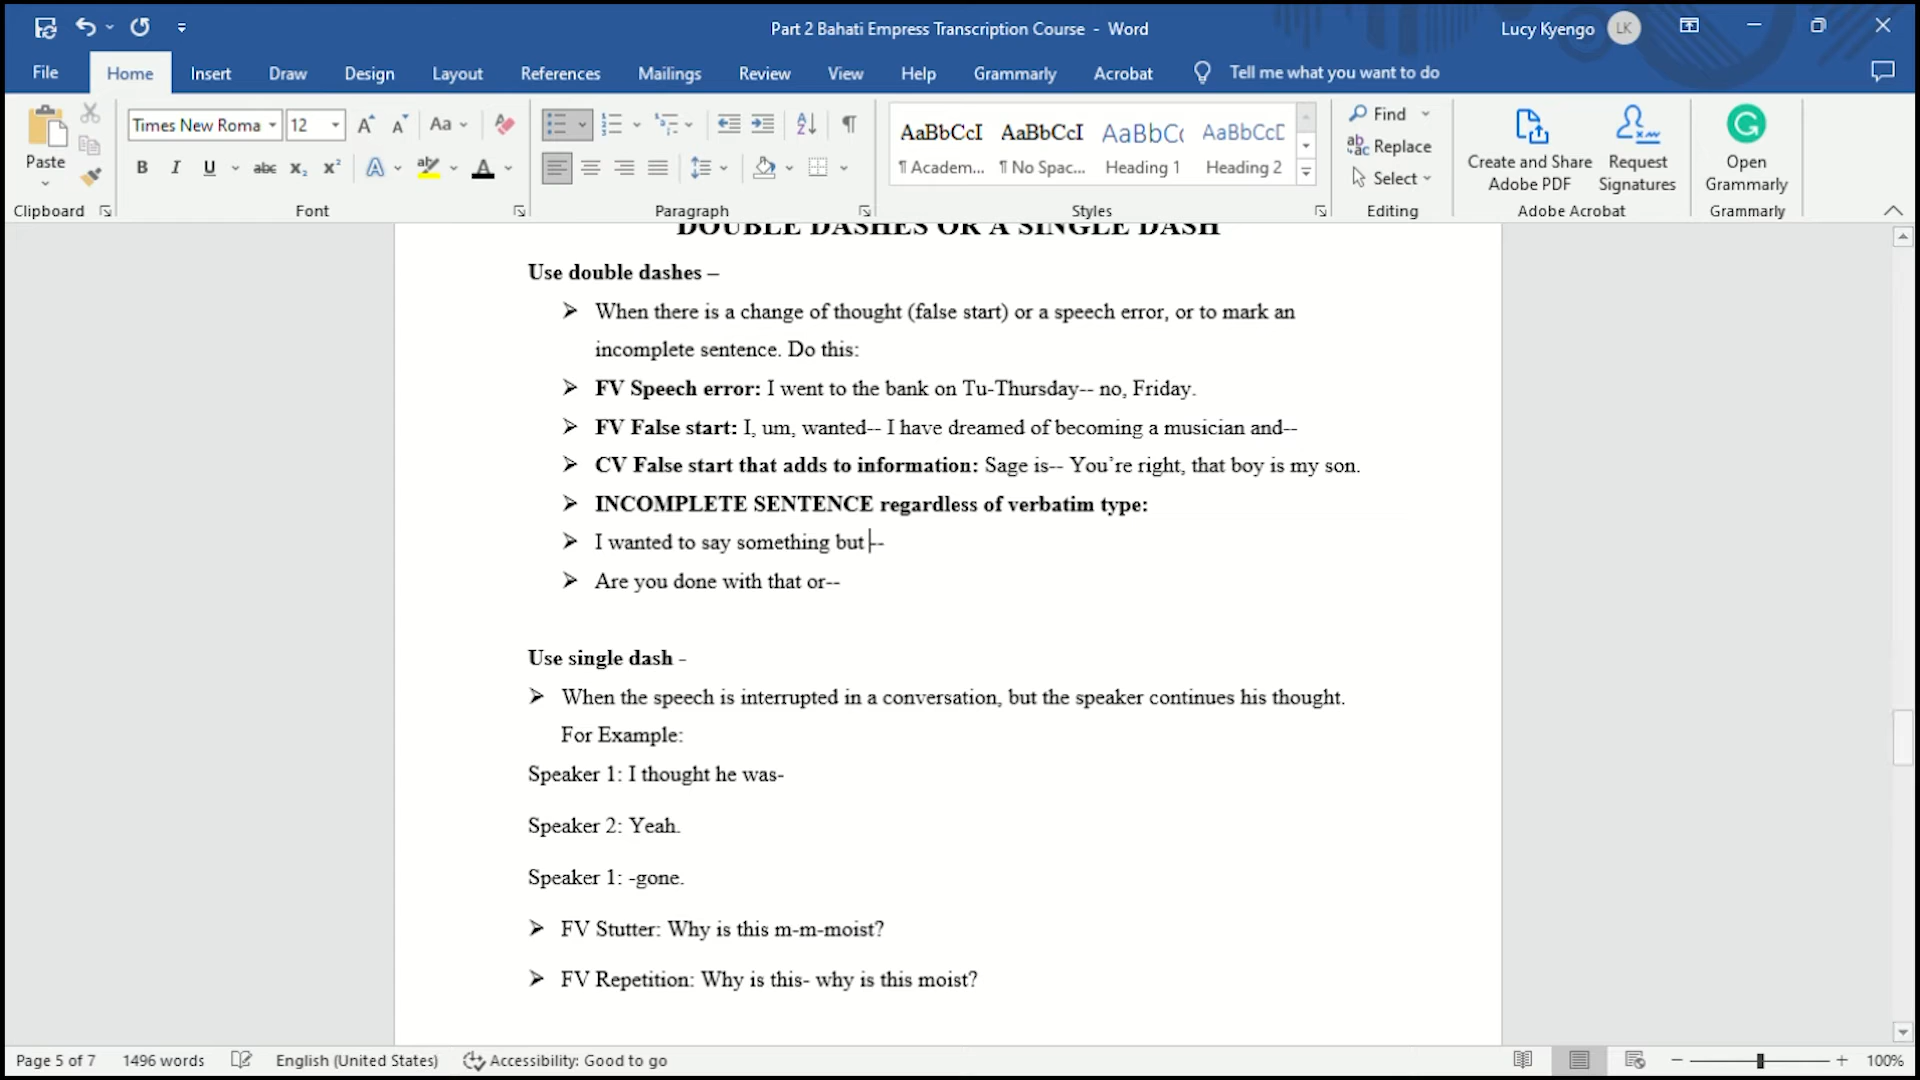 Part 2 Bahati Empress Transcription Course - Word
Lucy Kyengo LK
File Home Insert Draw Design Layout References Mailings Review View Help Grammarly Acrobat Tell me what you want to do
Paste
Clipboard
Times New Roma 12
Font
Paragraph
AaBbCcI AaBbCcI AaBbC AaBbCcD
¶ Academ... ¶ No Spac... Heading 1 Heading 2
Styles
Find
Replace
Select
Editing
Create and Share Adobe PDF
Request Signatures
Adobe Acrobat
Open Grammarly
Grammarly
DOUBLE DASHES OR A SINGLE DASH
Use double dashes –
➢ When there is a change of thought (false start) or a speech error, or to mark an
incomplete sentence. Do this:
➢ FV Speech error: I went to the bank on Tu-Thursday-- no, Friday.
➢ FV False start: I, um, wanted-- I have dreamed of becoming a musician and--
➢ CV False start that adds to information: Sage is-- You’re right, that boy is my son.
➢ INCOMPLETE SENTENCE regardless of verbatim type:
➢ I wanted to say something but --
➢ Are you done with that or--
Use single dash -
➢ When the speech is interrupted in a conversation, but the speaker continues his thought.
For Example:
Speaker 1: I thought he was-
Speaker 2: Yeah.
Speaker 1: -gone.
➢ FV Stutter: Why is this m-m-moist?
➢ FV Repetition: Why is this- why is this moist?
Page 5 of 7 1496 words English (United States) Accessibility: Good to go 100%